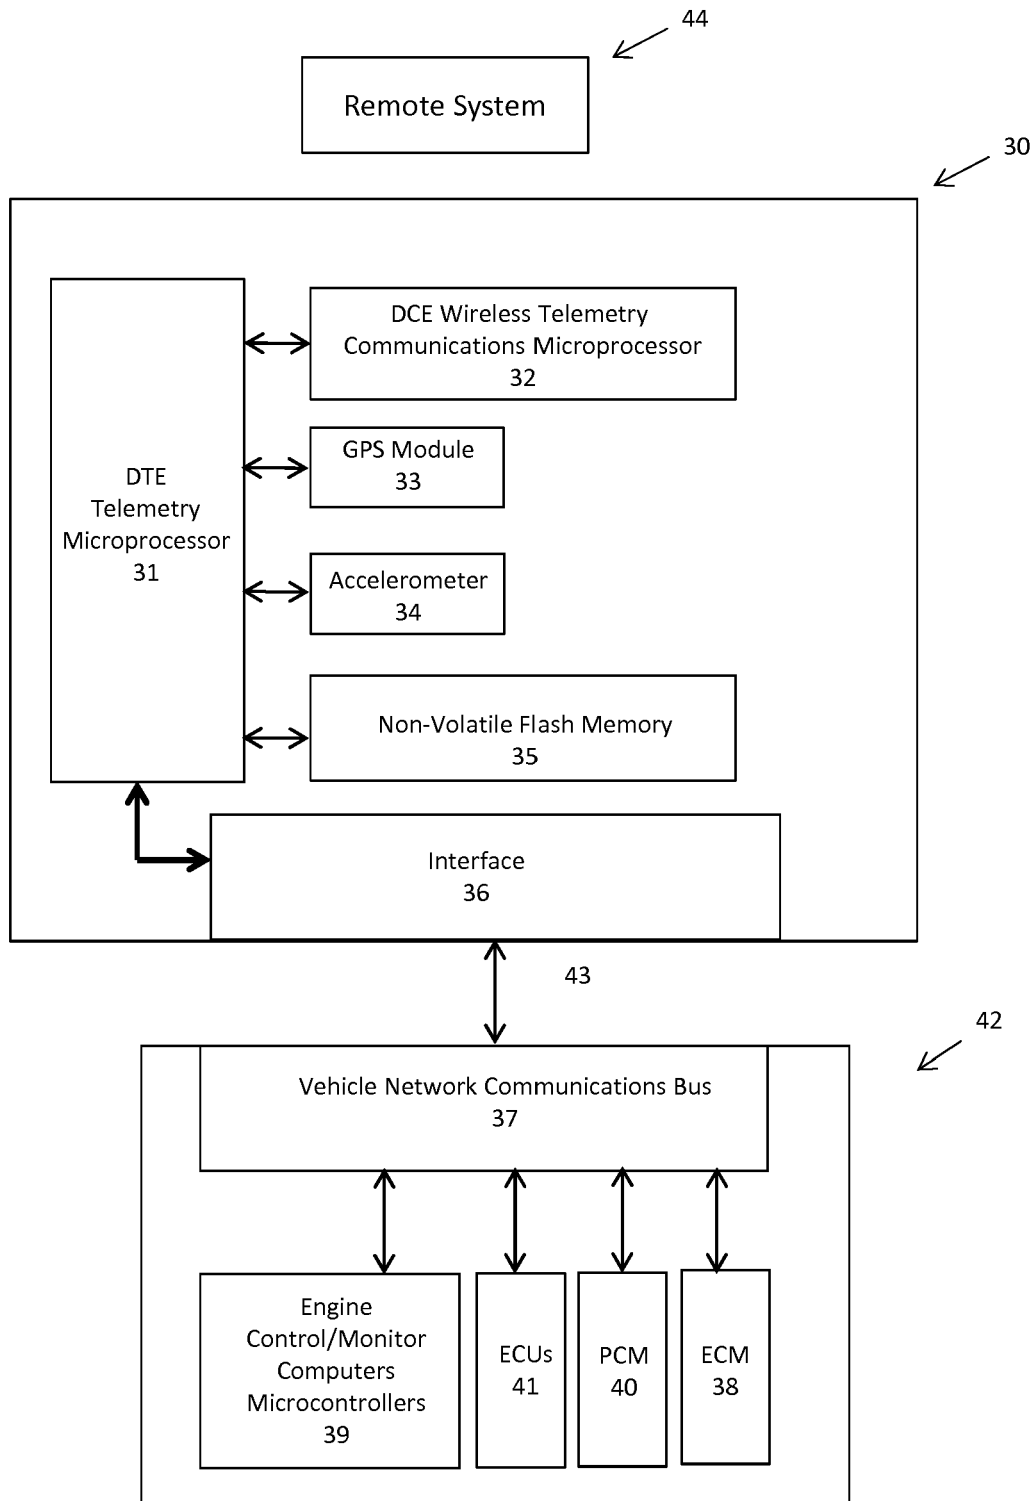 44
Remote System
30
DCE Wireless Telemetry
Communications Microprocessor
32
GPS Module
33
DTE
Telemetry
Microprocessor
31
Accelerometer
34
Non-Volatile Flash Memory
35
Interface
36
43
42
Vehicle Network Communications Bus
37
Engine
Control/Monitor
Computers
Microcontrollers
39
ECUs
41
PCM
40
ECM
38